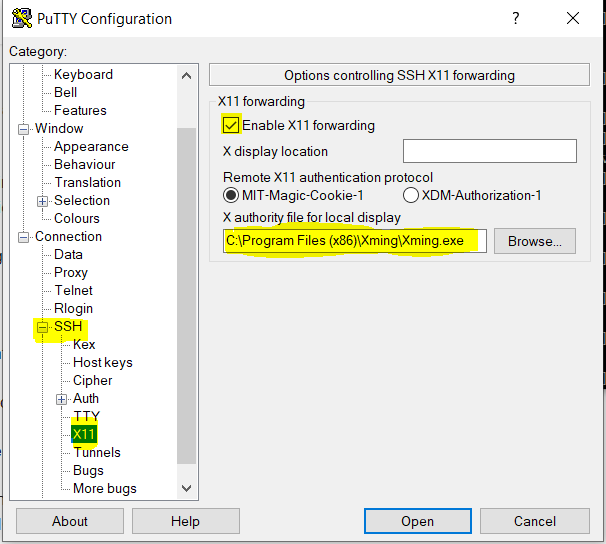 PuTTY Configuration
Category:
Keyboard
Bell
Features
Window
Appearance
Behaviour
Translation
Selection
Colours
Connection
Data
Proxy
Telnet
Rlogin
SSH
Kex
Host keys
Cipher
Auth
TTY
X11
Tunnels
Bugs
More bugs
Options controlling SSH X11 forwarding
X11 forwarding
Enable X11 forwarding
X display location
Remote X11 authentication protocol
MIT-Magic-Cookie-1 XDM-Authorization-1
X authority file for local display
C:\Program Files (x86)\Xming\Xming.exe Browse...
About Help Open Cancel